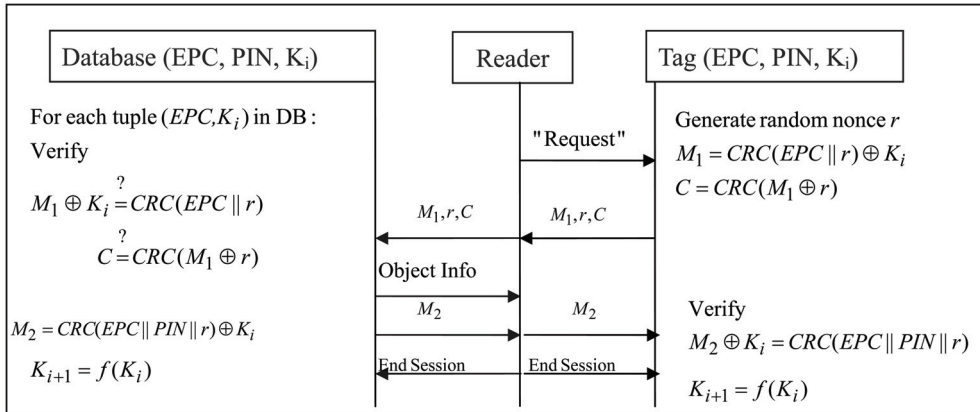 Database (EPC, PIN, Kᵢ)
Reader
Tag (EPC, PIN, Kᵢ)
For each tuple (EPC,Kᵢ) in DB :
Verify
M₁ ⊕ Kᵢ ≟ CRC(EPC || r)
C ≟ CRC(M₁ ⊕ r)
"Request"
Generate random nonce r
M₁ = CRC(EPC || r) ⊕ Kᵢ
C = CRC(M₁ ⊕ r)
M₁, r, C
M₁, r, C
Object Info
M₂
M₂
M₂ = CRC(EPC || PIN || r) ⊕ Kᵢ
Kᵢ₊₁ = f(Kᵢ)
Verify
M₂ ⊕ Kᵢ = CRC(EPC || PIN || r)
End Session
End Session
Kᵢ₊₁ = f(Kᵢ)